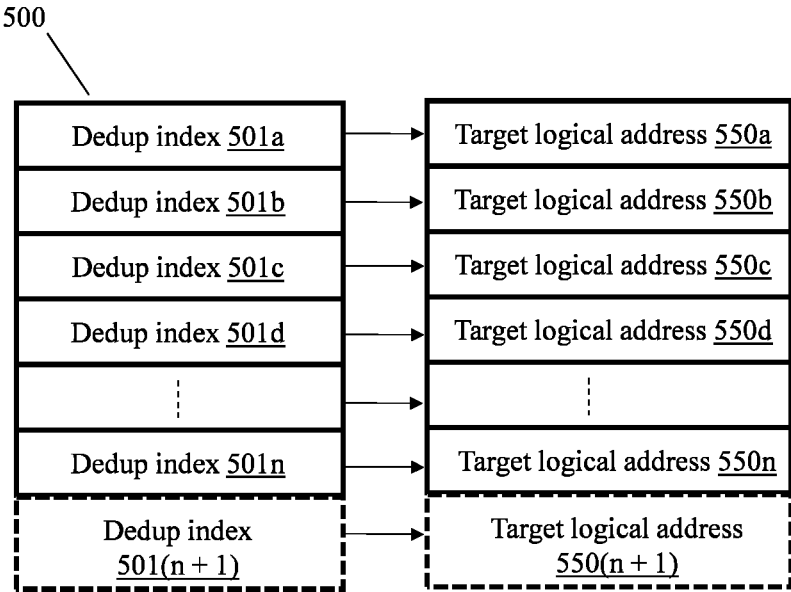 500
Dedup index 501a
Target logical address 550a
Dedup index 501b
Target logical address 550b
Dedup index 501c
Target logical address 550c
Dedup index 501d
Target logical address 550d
Dedup index 501n
Target logical address 550n
Dedup index
501(n + 1)
Target logical address
550(n + 1)